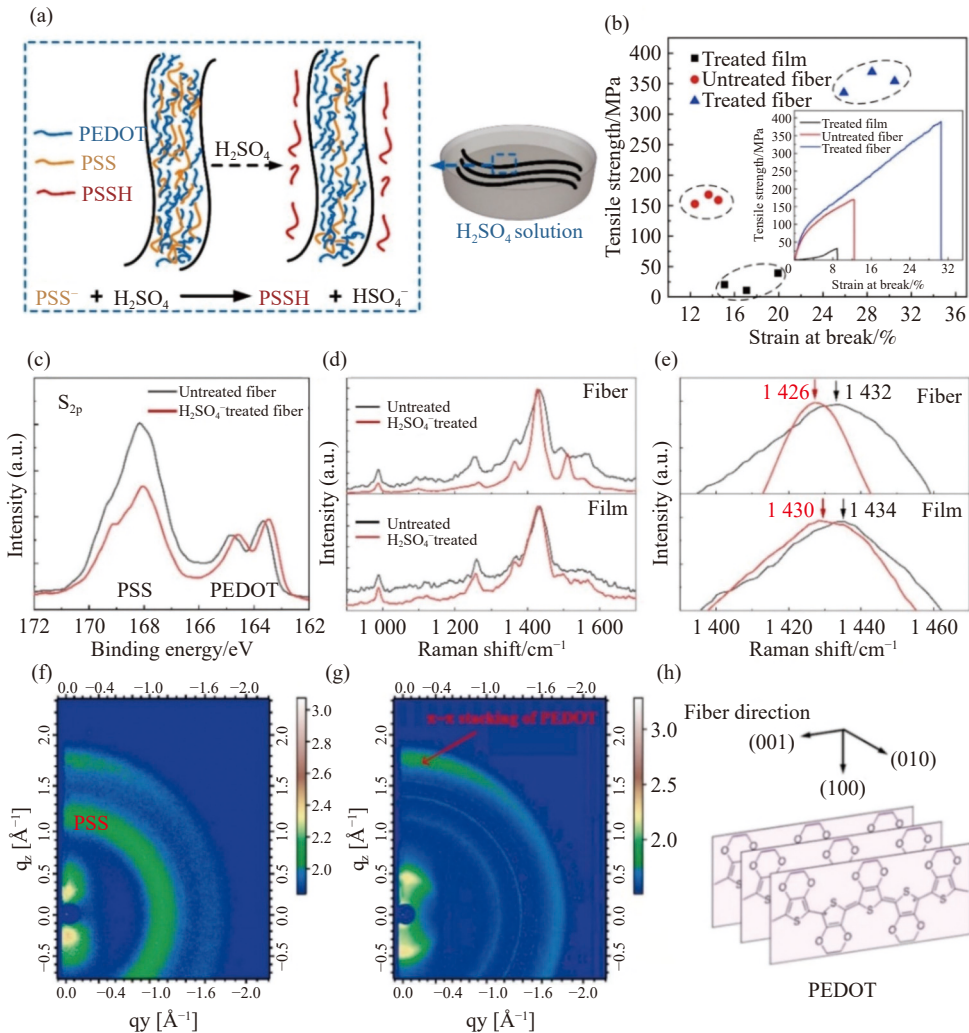 (a)
PEDOT
PSS
PSSH
H₂SO₄
H₂SO₄ solution
PSS⁻ + H₂SO₄ PSSH + HSO₄⁻
(b)
Tensile strength/MPa
400
350
300
250
200
150
100
50
0
Treated film
Untreated fiber
Treated fiber
12 16 20 24 28 32 36
Strain at break/%
Tensile strength/MPa
400
350
300
250
200
150
100
50
0
Treated film
Untreated fiber
Treated fiber
8 16 24 32
Strain at break/%
(c)
S₂ₚ
Untreated fiber
H₂SO₄⁻treated fiber
Intensity (a.u.)
PSS PEDOT
172 170 168 166 164 162
Binding energy/eV
(d)
Fiber
Untreated
H₂SO₄⁻treated
Intensity (a.u.)
Film
Untreated
H₂SO₄⁻treated
1 000 1 200 1 400 1 600
Raman shift/cm⁻¹
(e)
1 426 1 432
Fiber
Intensity (a.u.)
1 430 1 434
Film
1 400 1 420 1 440 1 460
Raman shift/cm⁻¹
(f)
0.0 −0.4 −1.0 −1.6 −2.2
2.0
1.5
1.0
0.5
0.0
−0.5
q_z [Å⁻¹]
PSS
3.0
2.8
2.6
2.4
2.2
2.0
0.0 −0.4 −1.0 −1.6 −2.2
qy [Å⁻¹]
(g)
0.0 −0.4 −1.0 −1.6 −2.2
π−π stacking of PEDOT
2.0
1.5
1.0
0.5
0.0
−0.5
q_z [Å⁻¹]
3.0
2.5
2.0
0.0 −0.4 −1.0 −1.6 −2.2
qy [Å⁻¹]
(h)
Fiber direction
(001)
(010)
(100)
PEDOT